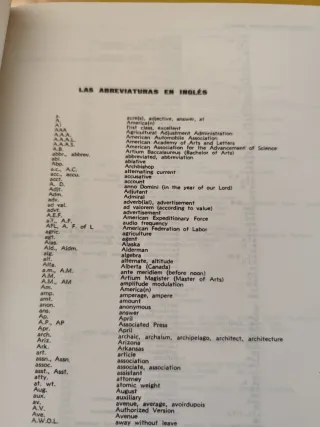 LAS ABBREVIATURAS EN INGLÉS
a. acre(s), adjective, answer, at
A. America(n)
A1 first class, excellent
AAA Agricultural Adjustment Administration
A.A.A. American Automobile Association
A.A.A.L. American Academy of Arts and Letters
A.A.A.S. American Association for the Advancement of Science
A.B. Artium Baccalaureus (Bachelor of Arts)
abbr., abbrev. abbreviated, abbreviation
abl. ablative
Abp. Archbishop
a.c., A.C. alternating current
acc., accu. accusative
acct. account
A. D. anno Domini (in the year of our Lord)
Adjt. Adjutant
Adm. Admiral
adv. adverb(ial), advertisement
ad val. ad valorem (according to value)
advt. advertisement
A.E.F. American Expeditionary Force
a.f., A.F. audio frequency
AFL, A. F. of L American Federation of Labor
agric. agriculture
agt. agent
Alas. Alaska
Ald., Aldm. Alderman
alg. algebra
alt. alternate, altitude
Alta. Alberta (Canada)
a.m., A.M. ante meridiem (before noon)
A.M. Artium Magister (Master of Arts)
A.M., AM amplitude modulation
Am. America(n)
amp. amperage, ampere
amt. amount
anon. anonymous
ans. answer
Ap. April
A.P., AP Associated Press
Apr. April
arch. archaic, archaism, archipelago, architect, architecture
Ariz. Arizona
Ark. Arkansas
art. article
assn., Assn. association
assoc. associate, association
asst., Asst. assistant
atty. attorney
at. wt. atomic weight
Aug. August
aux. auxiliary
av. avenue, average, avoirdupois
A.V. Authorized Version
Ave. Avenue
A.W.O.L. away without leave